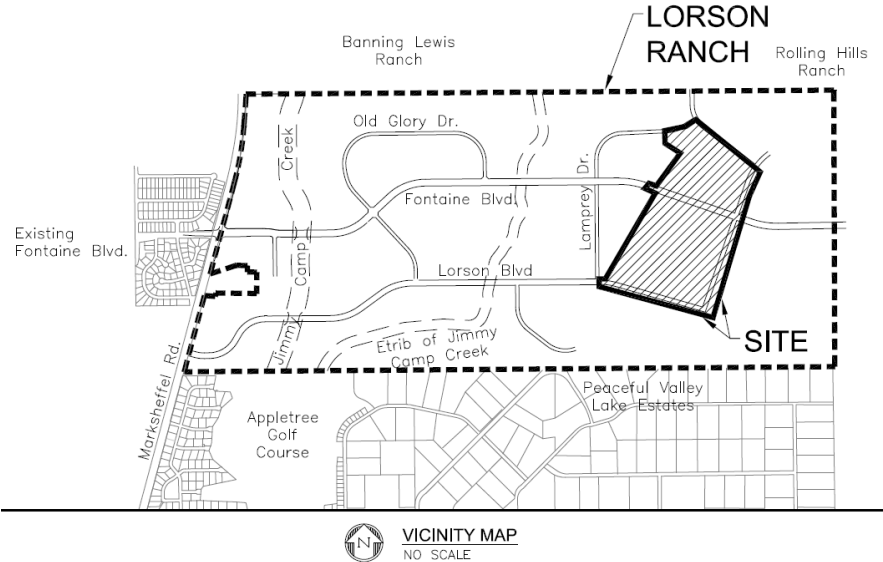 LORSON
RANCH
Banning Lewis
Ranch
Rolling Hills
Ranch
Old Glory Dr.
Creek
Camp
Jimmy
Fontaine Blvd.
Lamprey Dr.
Existing
Fontaine Blvd.
Lorson Blvd
Etrib of Jimmy
Camp Creek
SITE
Marksheffel Rd.
Appletree
Golf
Course
Peaceful Valley
Lake Estates
N
VICINITY MAP
NO SCALE